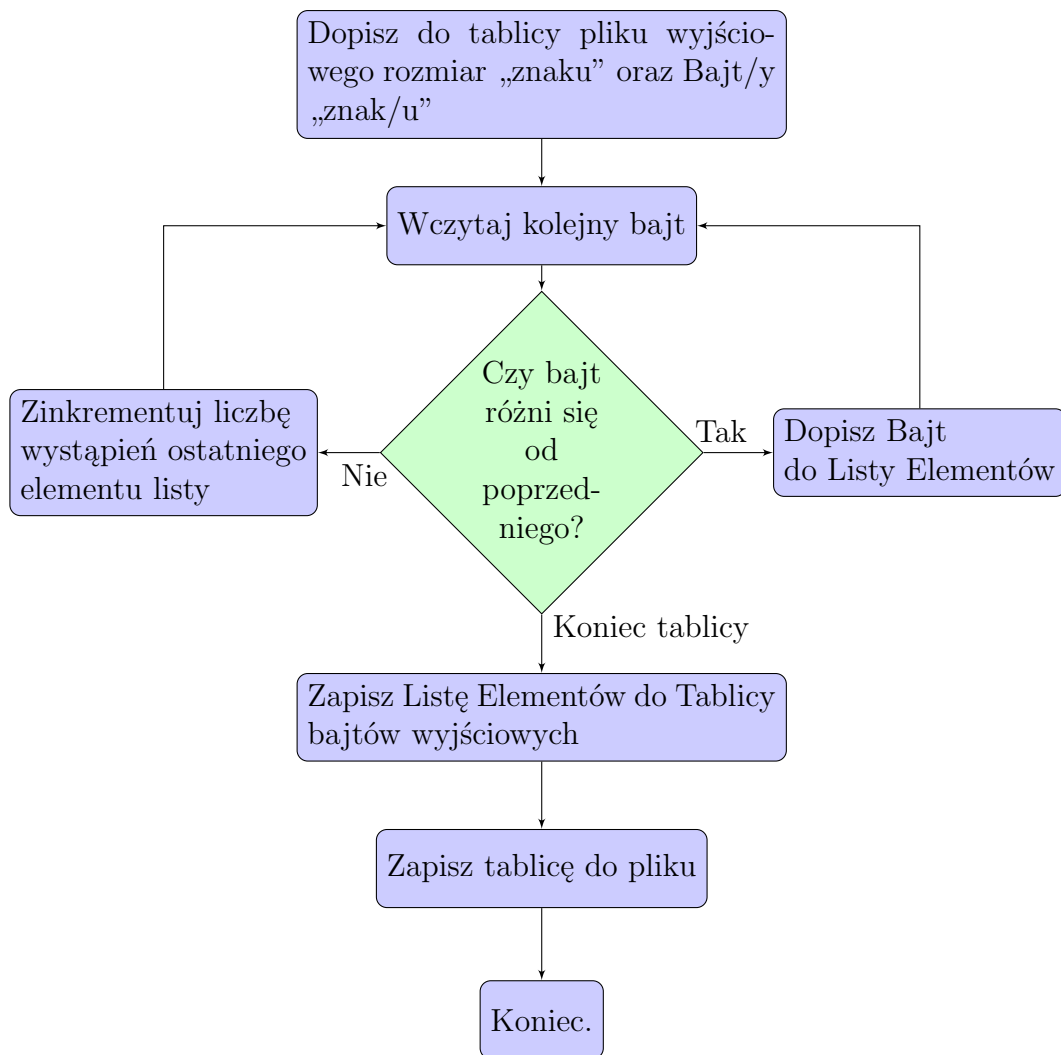 Dopisz do tablicy pliku wyjścio-
wego rozmiar „znaku” oraz Bajt/y
„znak/u”
Wczytaj kolejny bajt
Czy bajt
różni się
od
poprzed-
niego?
Zinkrementuj liczbę
wystąpień ostatniego
elementu listy
Nie
Tak
Dopisz Bajt
do Listy Elementów
Koniec tablicy
Zapisz Listę Elementów do Tablicy
bajtów wyjściowych
Zapisz tablicę do pliku
Koniec.